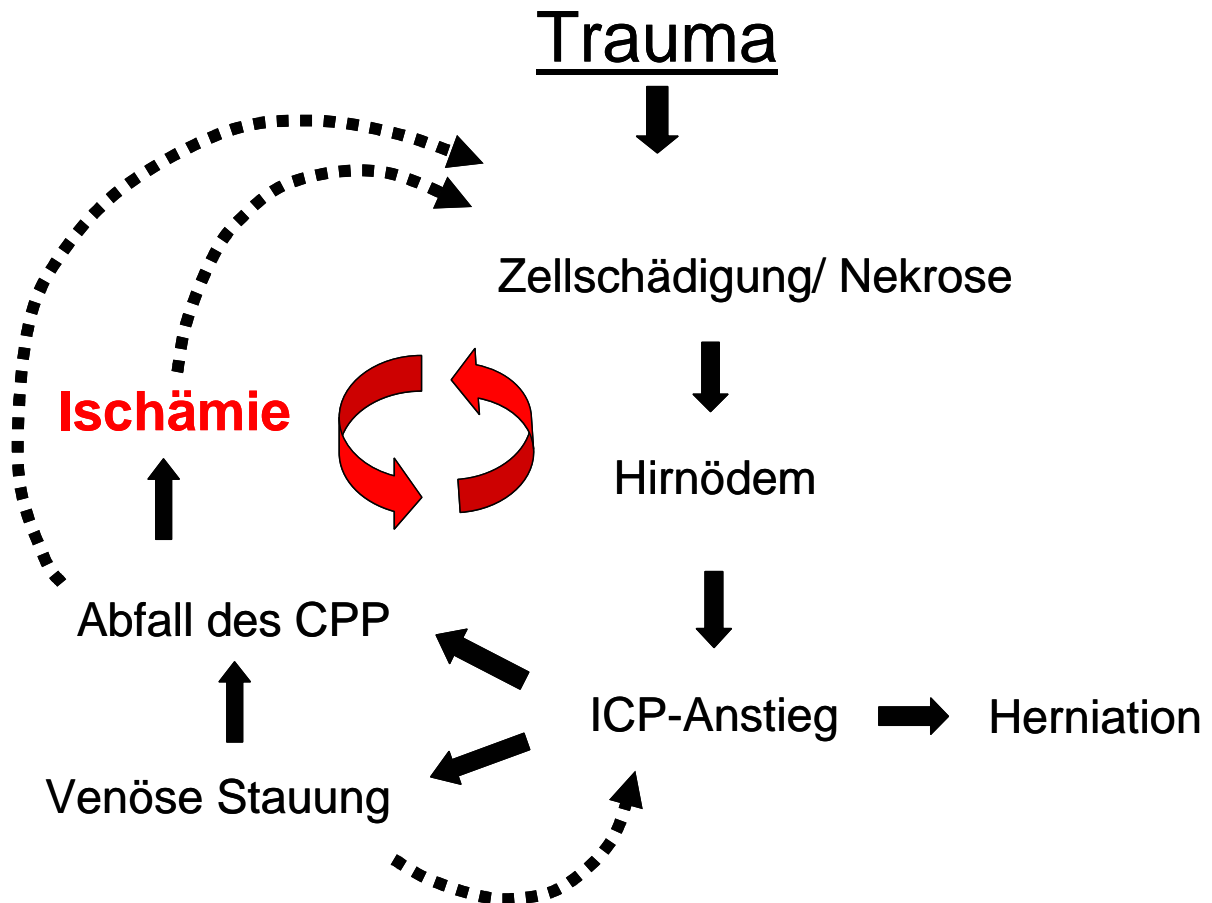 Trauma
Zellschädigung/ Nekrose
Ischämie
Hirnödem
Abfall des CPP
ICP-Anstieg
Herniation
Venöse Stauung